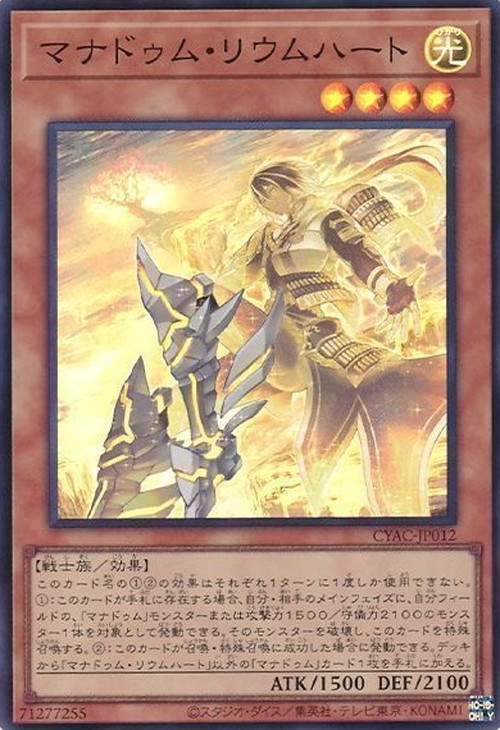 マナドゥム・リウムハート
光
CYAC-JP012
【戦士族／効果】
このカード名の①②の効果はそれぞれ1ターンに1度しか使用できない。
①：このカードが手札に存在する場合、自分・相手のメインフェイズに、自分フィ
ールドの、「マナドゥム」モンスターまたは攻撃力1500／守備力2100のモンス
ター1体を対象として発動できる。そのモンスターを破壊し、このカードを特殊
召喚する。②：このカードが召喚・特殊召喚に成功した場合に発動できる。デッキ
から「マナドゥム・リウムハート」以外の「マナドゥム」カード1枚を手札に加える。
ATK/1500 DEF/2100
71277255
©スタジオ・ダイス／集英社・テレビ東京・KONAMI